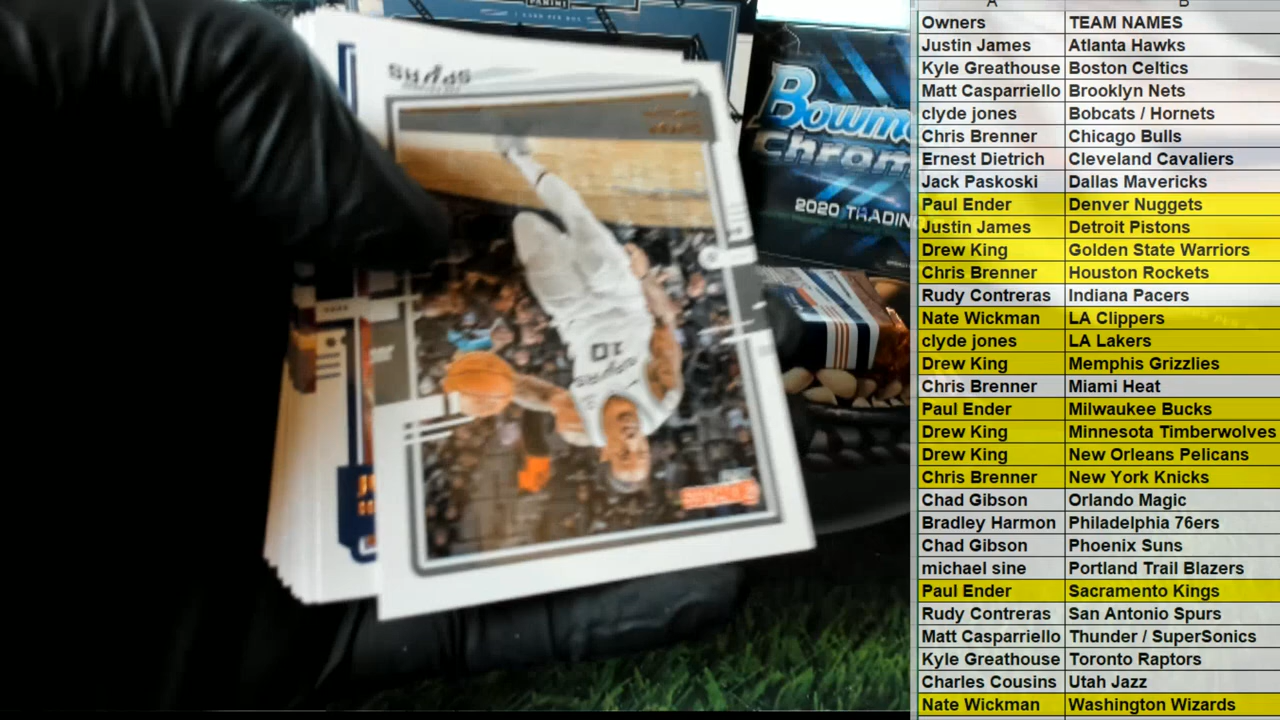 PANINI
SPURS
SPURS
10
Bowm
Chrom
2020 TRADIN
Owners TEAM NAMES
Justin James Atlanta Hawks
Kyle Greathouse Boston Celtics
Matt Casparriello Brooklyn Nets
clyde jones Bobcats / Hornets
Chris Brenner Chicago Bulls
Ernest Dietrich Cleveland Cavaliers
Jack Paskoski Dallas Mavericks
Paul Ender Denver Nuggets
Justin James Detroit Pistons
Drew King Golden State Warriors
Chris Brenner Houston Rockets
Rudy Contreras Indiana Pacers
Nate Wickman LA Clippers
clyde jones LA Lakers
Drew King Memphis Grizzlies
Chris Brenner Miami Heat
Paul Ender Milwaukee Bucks
Drew King Minnesota Timberwolves
Drew King New Orleans Pelicans
Chris Brenner New York Knicks
Chad Gibson Orlando Magic
Bradley Harmon Philadelphia 76ers
Chad Gibson Phoenix Suns
michael sine Portland Trail Blazers
Paul Ender Sacramento Kings
Rudy Contreras San Antonio Spurs
Matt Casparriello Thunder / SuperSonics
Kyle Greathouse Toronto Raptors
Charles Cousins Utah Jazz
Nate Wickman Washington Wizards